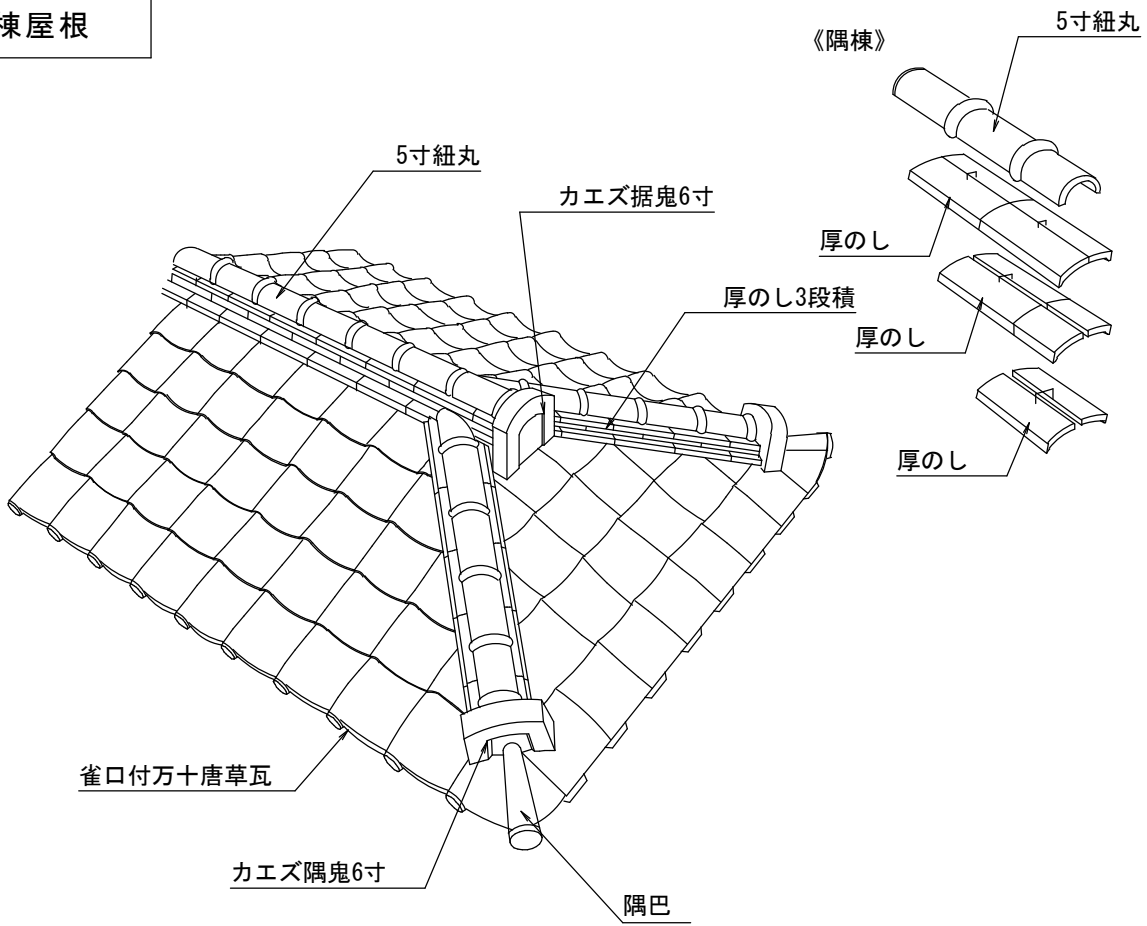 棟屋根
《隅棟》
5寸紐丸
5寸紐丸
カエズ据鬼6寸
厚のし
厚のし3段積
厚のし
厚のし
雀口付万十唐草瓦
カエズ隅鬼6寸
隅巴